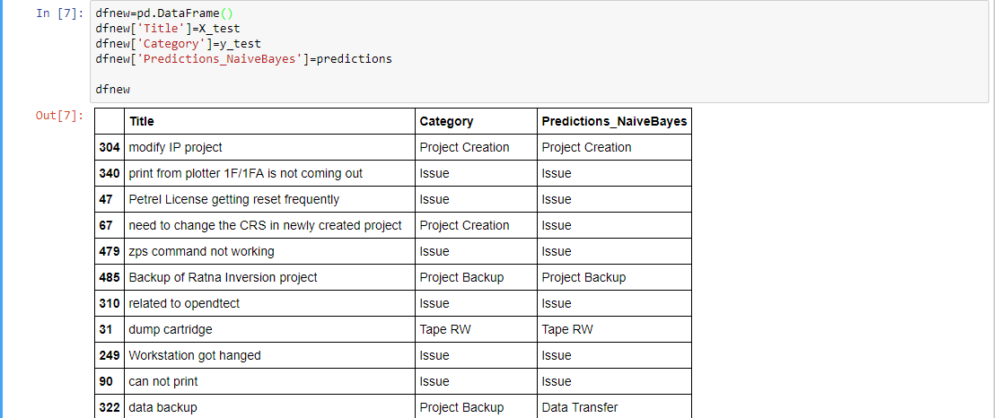 In [7]: dfnew=pd.DataFrame()
dfnew['Title']=X_test
dfnew['Category']=y_test
dfnew['Predictions_NaiveBayes']=predictions
dfnew
Out[7]:
Title Category Predictions_NaiveBayes
304 modify IP project Project Creation Project Creation
340 print from plotter 1F/1FA is not coming out Issue Issue
47 Petrel License getting reset frequently Issue Issue
67 need to change the CRS in newly created project Project Creation Issue
479 zps command not working Issue Issue
485 Backup of Ratna Inversion project Project Backup Project Backup
310 related to opendtect Issue Issue
31 dump cartridge Tape RW Tape RW
249 Workstation got hanged Issue Issue
90 can not print Issue Issue
322 data backup Project Backup Data Transfer